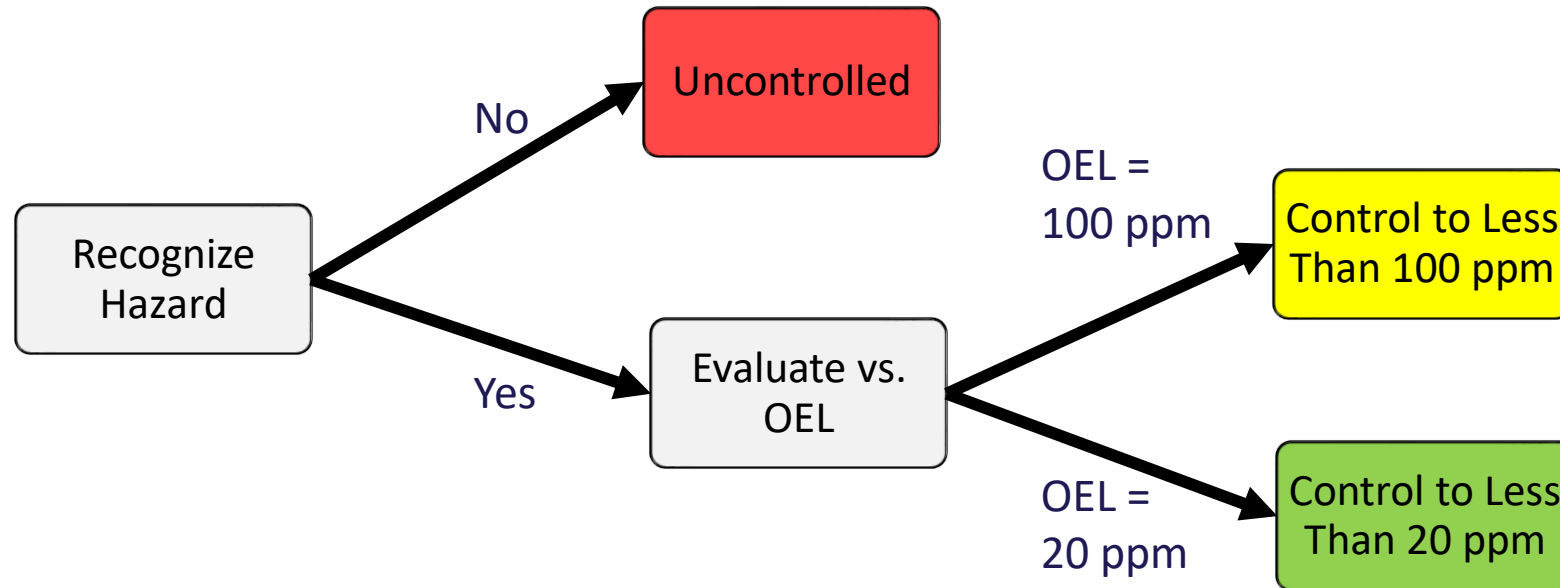 Uncontrolled
No
OEL =
100 ppm
Control to Less
Than 100 ppm
Recognize
Hazard
Evaluate vs.
OEL
Yes
OEL =
20 ppm
Control to Less
Than 20 ppm